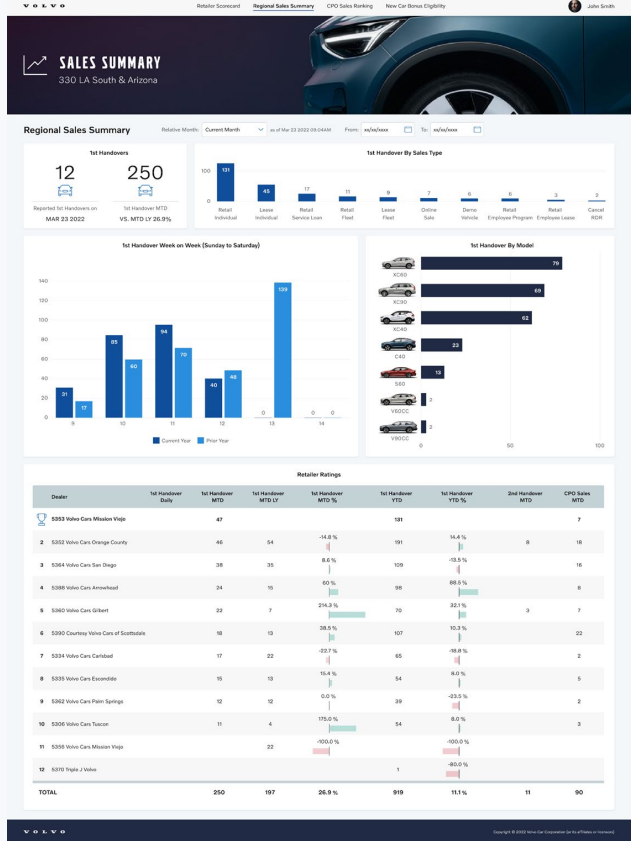 VOLVO
Retailer Scorecard Regional Sales Summary CPO Sales Ranking New Car Bonus Eligibility John Smith
SALES SUMMARY
330 LA South & Arizona
Regional Sales Summary Relative Month: Current Month as of Mar 23 2022 09:04AM From: xx/xx/xxxx To: xx/xx/xxxx
1st Handovers
12 250
Reported 1st Handovers on 1st Handover MTD
MAR 23 2022 VS. MTD LY 26.9%
1st Handover By Sales Type
100
0
131 45 17 11 9 7 6 6 3 2
Retail Individual
Lease Individual
Retail Service Loan
Retail Fleet
Lease Fleet
Online Sale
Demo Vehicle
Retail Employee Program
Retail Employee Lease
Cancel RDR
1st Handover Week on Week (Sunday to Saturday)
140
120
100
80
60
40
20
0
31 17 85 60 94 70 40 48 0 139 0 0
9 10 11 12 13 14
Current Year Prior Year
1st Handover By Model
79
XC60
69
XC90
62
XC40
23
C40
13
S60
V60CC
V90CC
0 50 100
Retailer Ratings
Dealer 1st Handover Daily 1st Handover MTD 1st Handover MTD LY 1st Handover MTD % 1st Handover YTD 1st Handover YTD % 2nd Handover MTD CPO Sales MTD
5353 Volvo Cars Mission Viejo 47 131 7
2 5352 Volvo Cars Orange County 46 54 -14.8 % 191 14.4 % 8 18
3 5364 Volvo Cars San Diego 38 35 8.6 % 109 -13.5 % 16
4 5388 Volvo Cars Arrowhead 24 15 60 % 98 88.5 % 8
5 5360 Volvo Cars Gilbert 22 7 214.3 % 70 32.1 % 3 7
6 5390 Courtesy Volvo Cars of Scottsdale 18 13 38.5 % 107 10.3 % 22
7 5334 Volvo Cars Carlsbad 17 22 -22.7 % 65 -18.8 % 2
8 5335 Volvo Cars Escondido 15 13 15.4 % 54 8.0 % 5
9 5362 Volvo Cars Palm Springs 12 12 0.0 % 39 -23.5 % 2
10 5306 Volvo Cars Tuscon 11 4 175.0 % 54 8.0 % 3
11 5356 Volvo Cars Mission Viejo 22 -100.0 % -100.0 %
12 5370 Triple J Volvo 1 -80.0 %
TOTAL 250 197 26.9 % 919 11.1 % 11 90
VOLVO
Copyright © 2022 Volvo Car Corporation (or its affiliates or licensors)